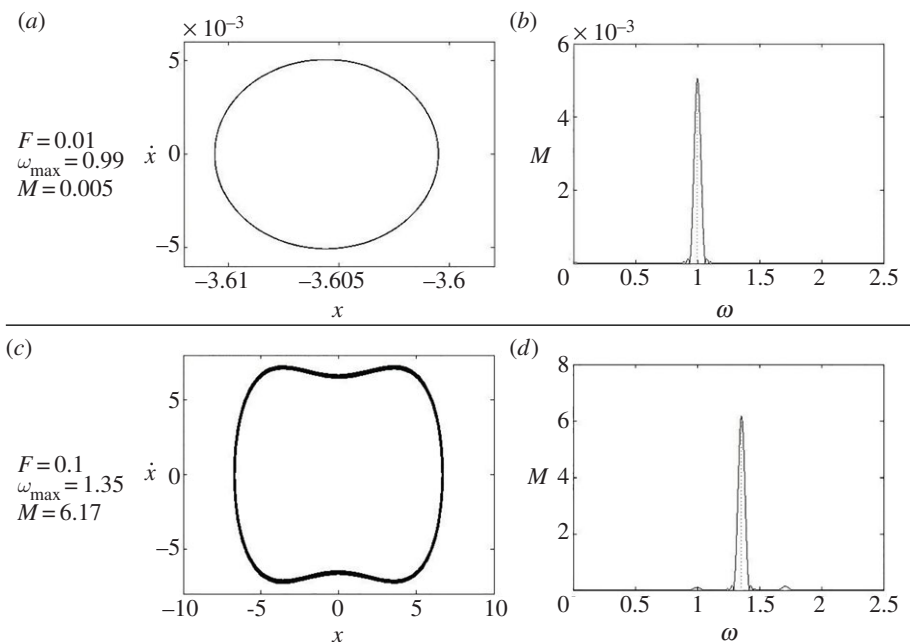 (a)
× 10⁻³
5
0
−5
ẋ
−3.61
−3.605
−3.6
x
F = 0.01
ω_max = 0.99
M = 0.005
(b)
× 10⁻³
6
4
2
M
0
0.5
1
1.5
2
2.5
ω
(c)
5
0
−5
ẋ
−10
−5
0
5
10
x
F = 0.1
ω_max = 1.35
M = 6.17
(d)
8
6
4
2
M
0
0.5
1
1.5
2
2.5
ω